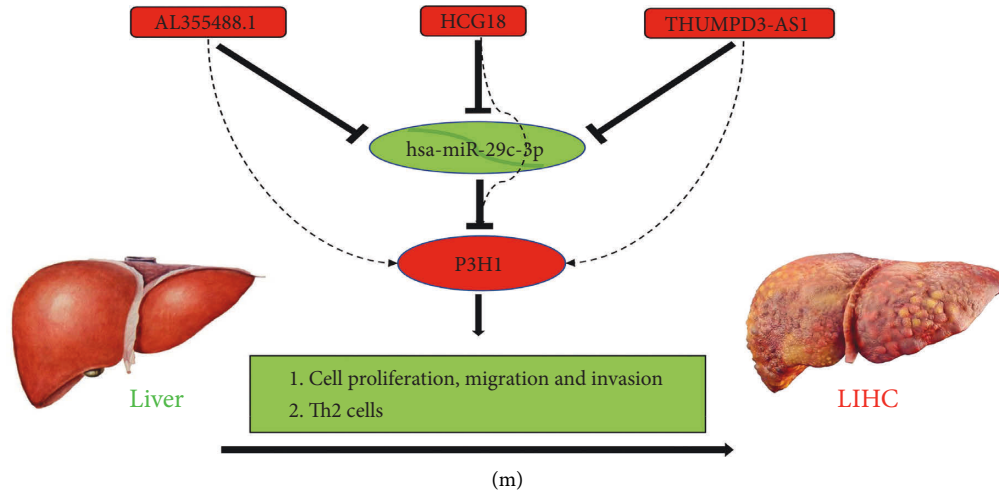 AL355488.1
HCG18
THUMPD3-AS1
hsa-miR-29c-3p
P3H1
1. Cell proliferation, migration and invasion
2. Th2 cells
Liver
LIHC
(m)